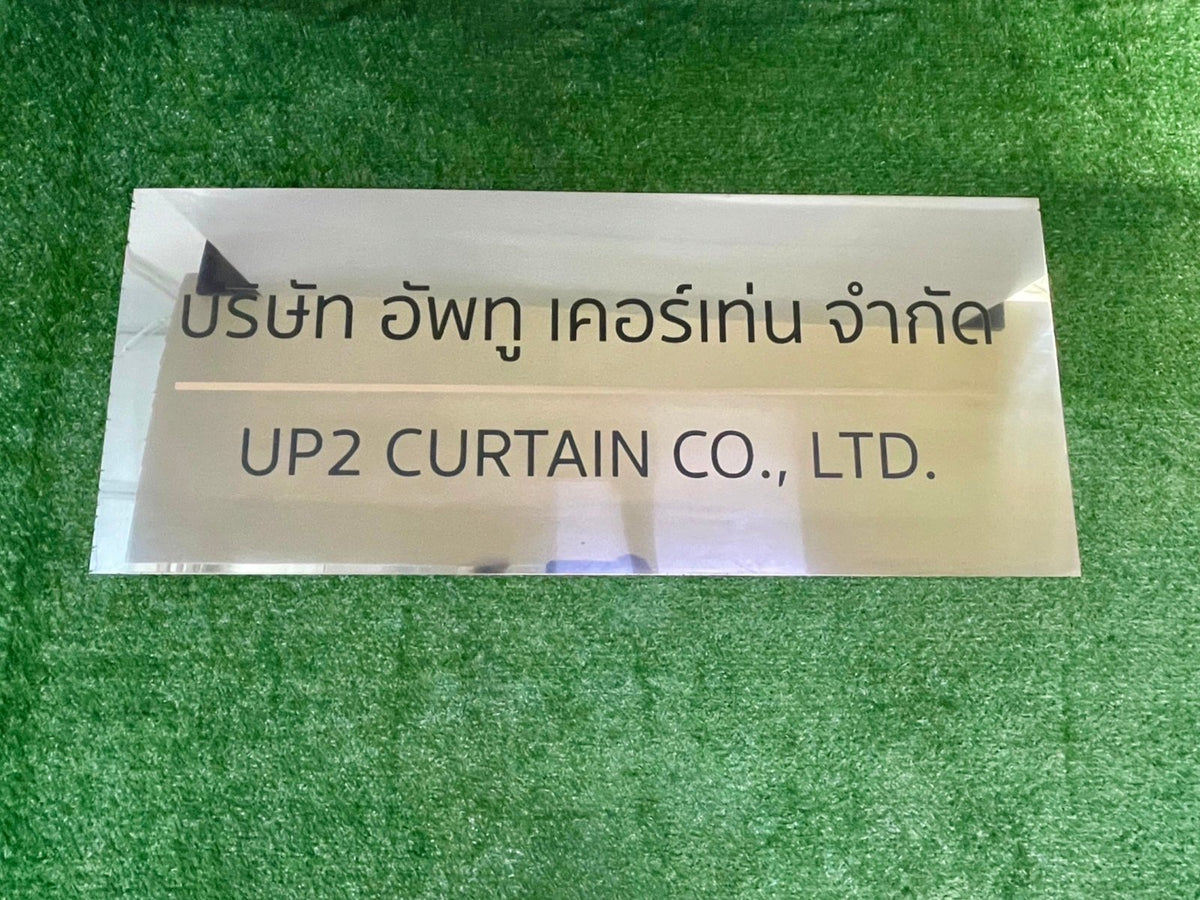 บริษัท อัพทู เคอร์เท่น จำกัด
UP2 CURTAIN CO., LTD.